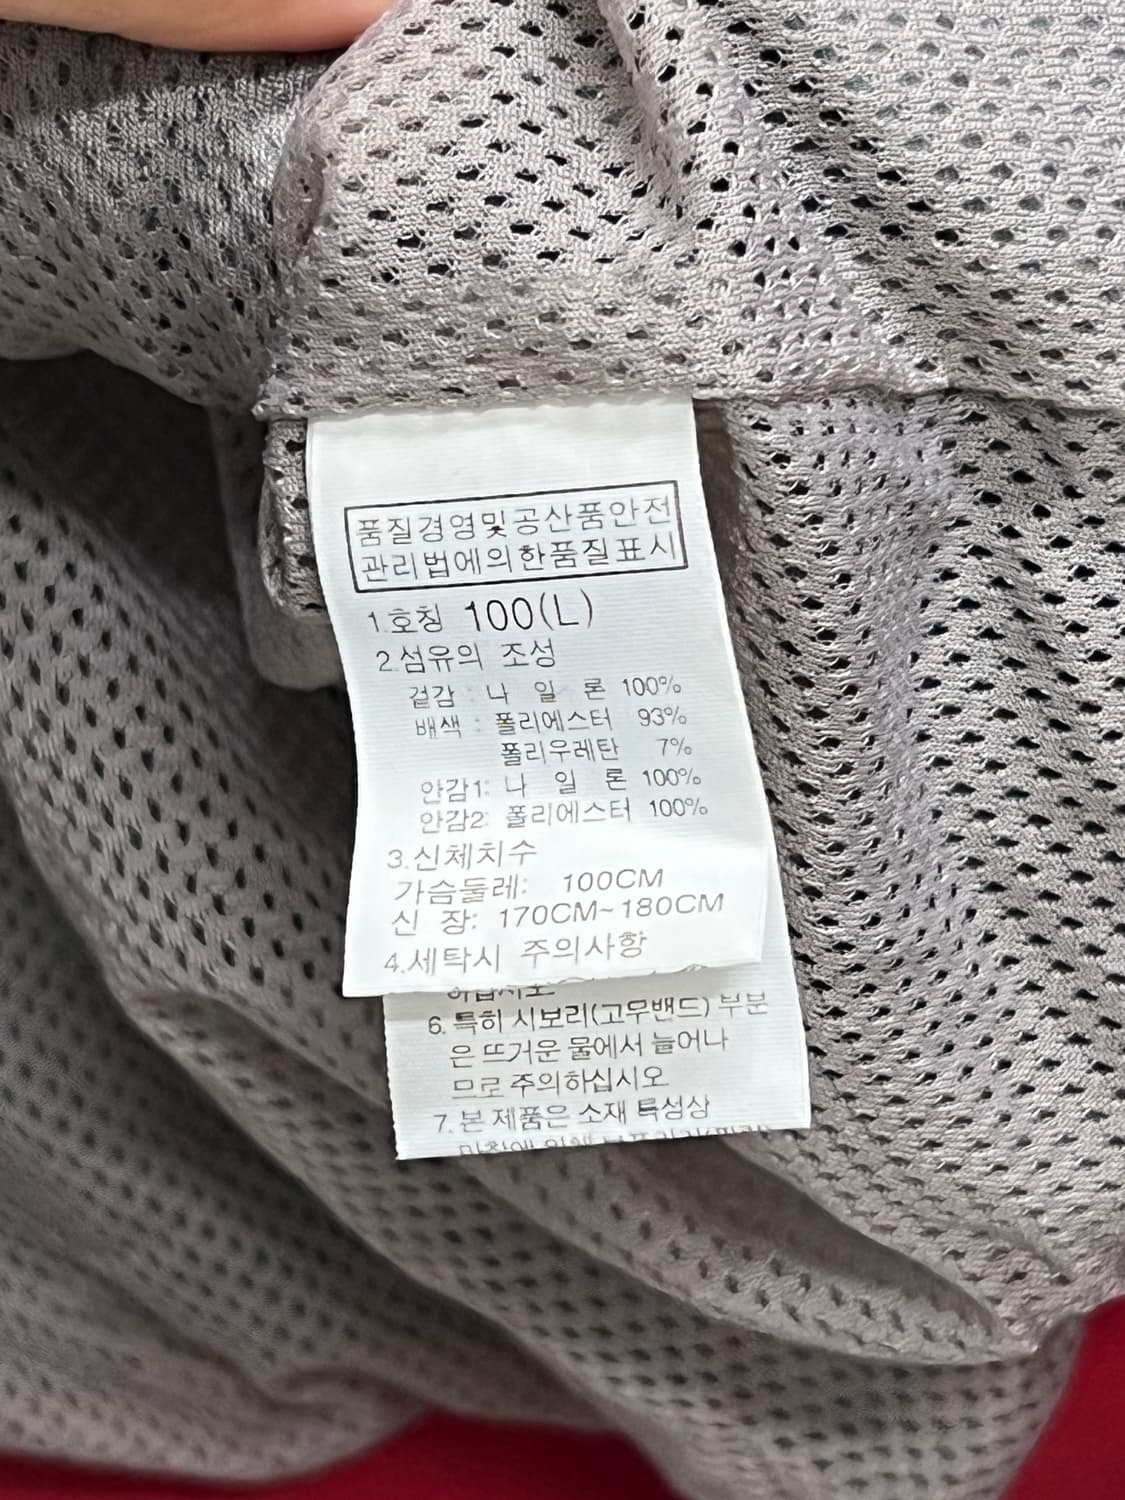 품질경영및공산품안전
관리법에의한품질표시
1.호칭 100(L)
2.섬유의 조성
겉감 : 나 일 론 100%
배색 : 폴리에스터 93%
폴리우레탄 7%
안감1: 나 일 론 100%
안감2: 폴리에스터 100%
3.신체치수
가슴둘레: 100CM
신 장: 170CM~180CM
4.세탁시 주의사항
하십시오
6. 특히 시보리(고무밴드) 부분
은 뜨거운 물에서 늘어나
므로 주의하십시오
7. 본 제품은 소재 특성상